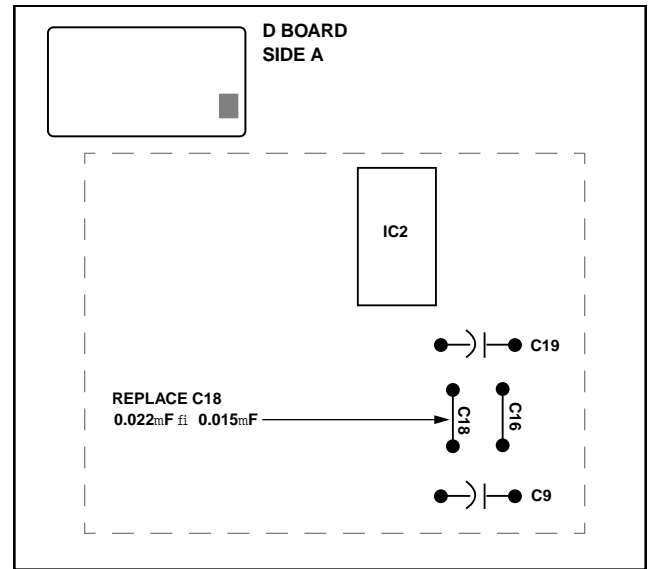 D BOARD
SIDE A
IC2
C19
REPLACE C18
0.022mF fi 0.015mF
C18
C16
C9